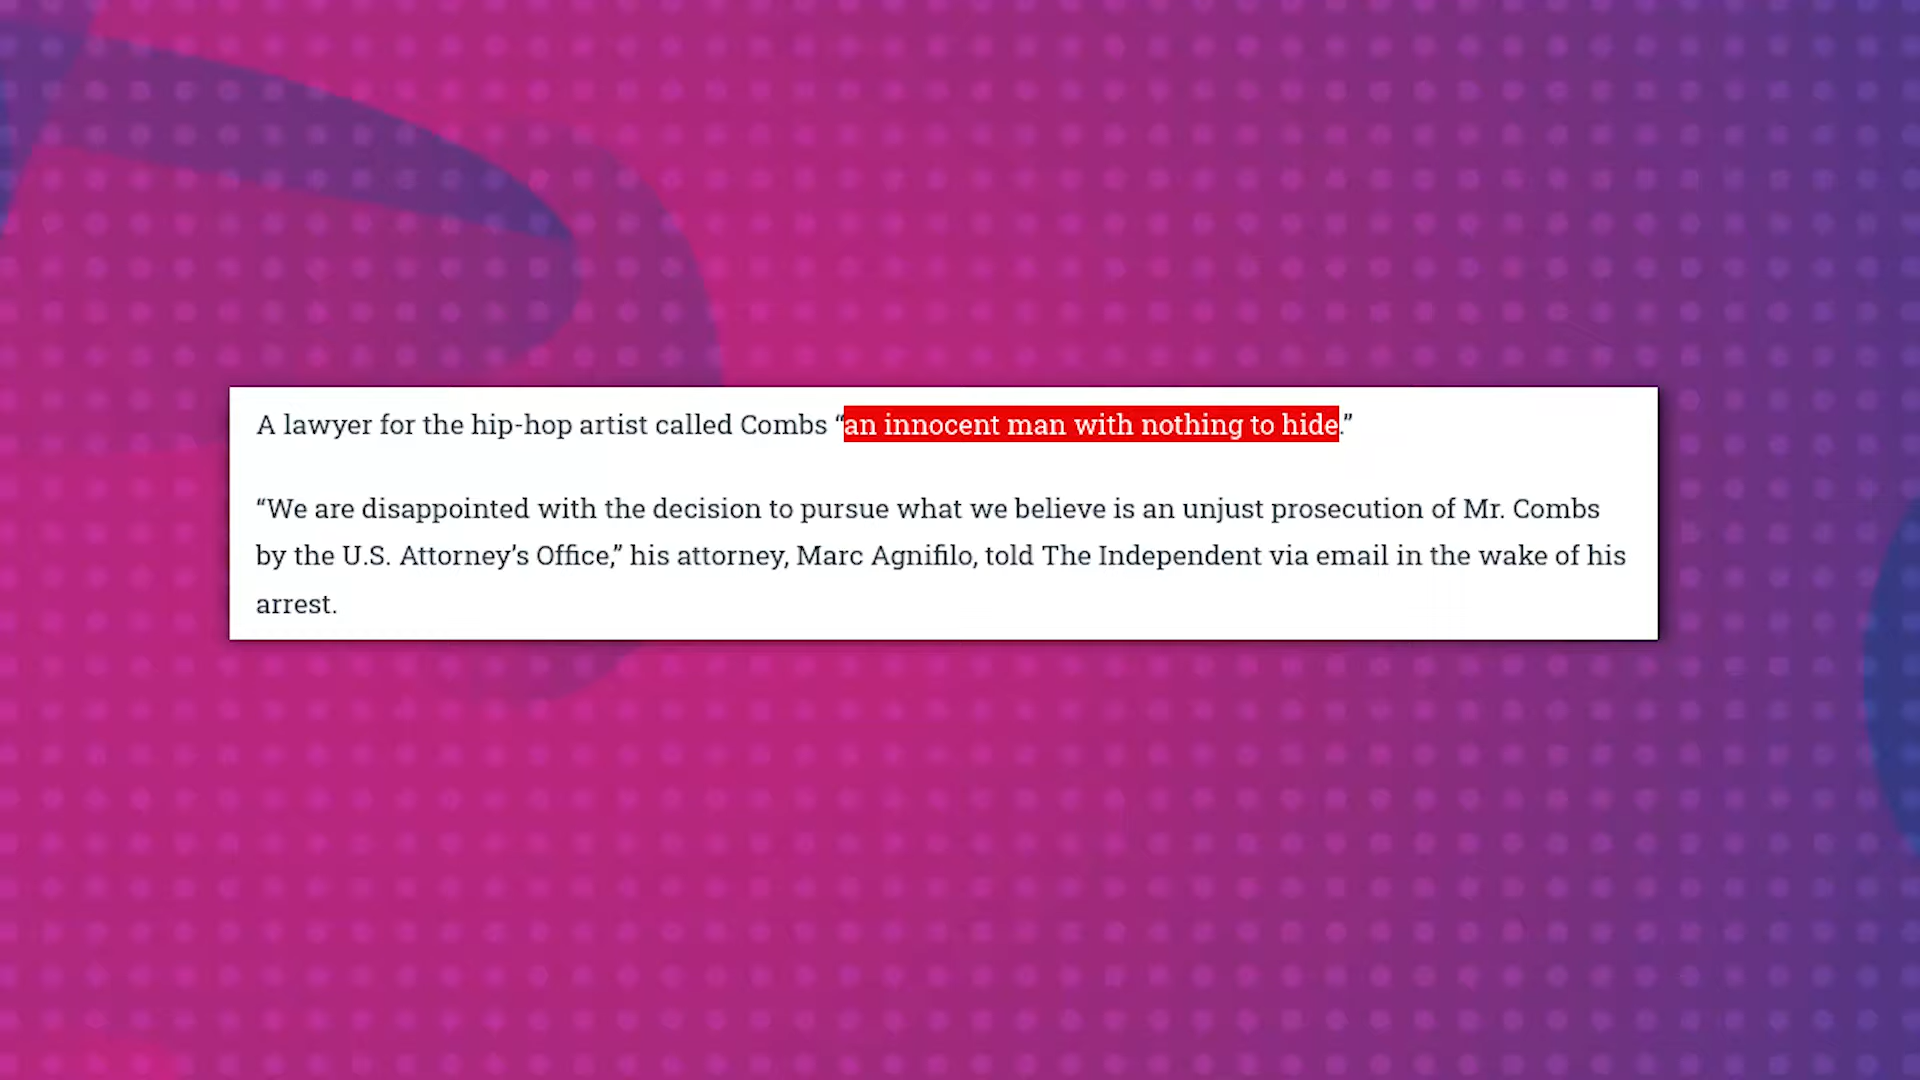 A lawyer for the hip-hop artist called Combs “an innocent man with nothing to hide.”
“We are disappointed with the decision to pursue what we believe is an unjust prosecution of Mr. Combs
by the U.S. Attorney’s Office,” his attorney, Marc Agnifilo, told The Independent via email in the wake of his
arrest.